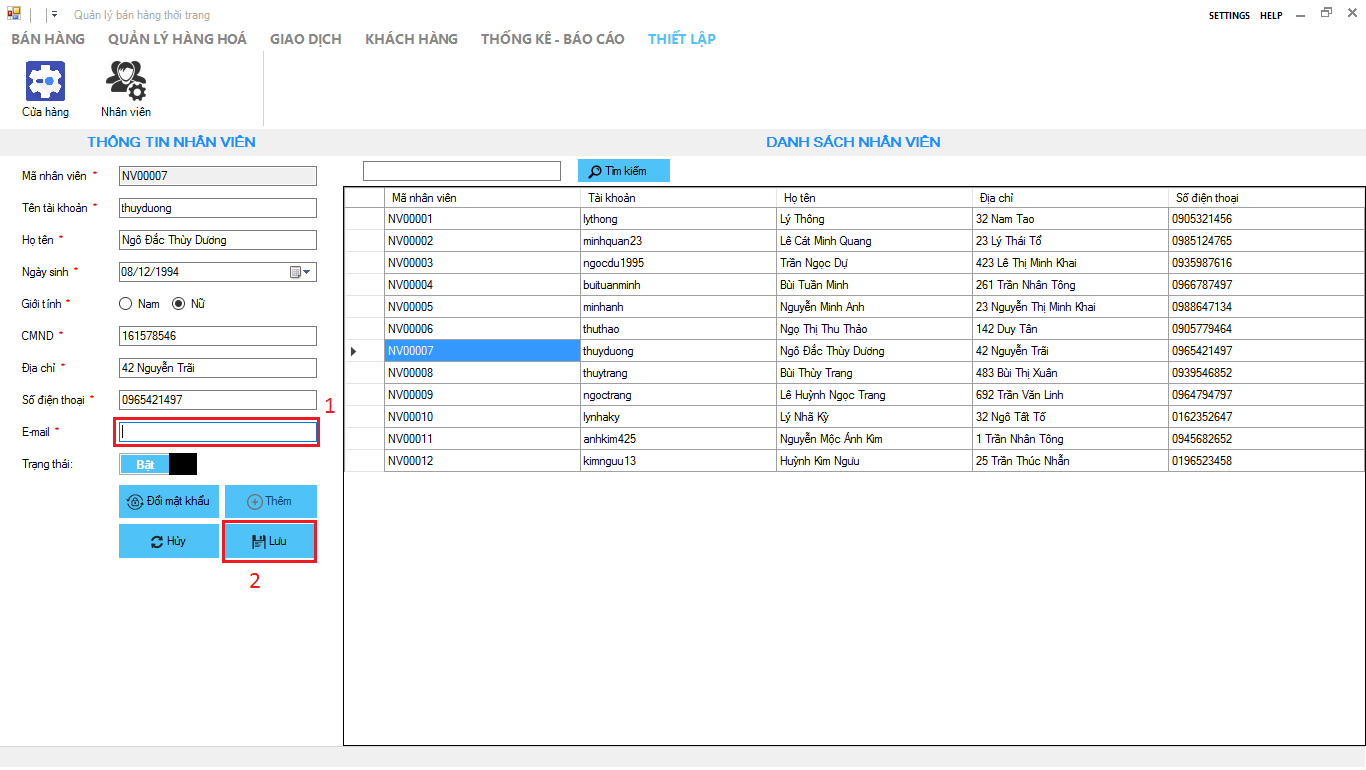 Quản lý bán hàng thời trang
SETTINGS HELP
BÁN HÀNG QUẢN LÝ HÀNG HOÁ GIAO DỊCH KHÁCH HÀNG THỐNG KÊ - BÁO CÁO THIẾT LẬP
Cửa hàng Nhân viên
THÔNG TIN NHÂN VIÊN
Mã nhân viên * NV00007
Tên tài khoản * thuyduong
Họ tên * Ngô Đắc Thùy Dương
Ngày sinh * 08/12/1994
Giới tính * Nam Nữ
CMND * 161578546
Địa chỉ * 42 Nguyễn Trãi
Số điện thoại * 0965421497
1
E-mail *
Trạng thái: Bật
Đổi mật khẩu Thêm
Hủy Lưu
2
DANH SÁCH NHÂN VIÊN
Tìm kiếm
Mã nhân viên Tài khoản Họ tên Địa chỉ Số điện thoại
NV00001 lythong Lý Thông 32 Nam Tao 0905321456
NV00002 minhquan23 Lê Cát Minh Quang 23 Lý Thái Tổ 0985124765
NV00003 ngocdu1995 Trần Ngọc Dự 423 Lê Thị Minh Khai 0935987616
NV00004 buituanminh Bùi Tuấn Minh 261 Trần Nhân Tông 0966787497
NV00005 minhanh Nguyễn Minh Anh 23 Nguyễn Thị Minh Khai 0988647134
NV00006 thuthao Ngọ Thị Thu Thảo 142 Duy Tân 0905779464
NV00007 thuyduong Ngô Đắc Thùy Dương 42 Nguyễn Trãi 0965421497
NV00008 thuytrang Bùi Thùy Trang 483 Bùi Thị Xuân 0939546852
NV00009 ngoctrang Lê Huỳnh Ngọc Trang 692 Trần Văn Linh 0964794797
NV00010 lynhaky Lý Nhã Kỳ 32 Ngô Tất Tố 0162352647
NV00011 anhkim425 Nguyễn Mộc Ánh Kim 1 Trần Nhân Tông 0945682652
NV00012 kimnguu13 Huỳnh Kim Ngưu 25 Trần Thúc Nhẫn 0196523458